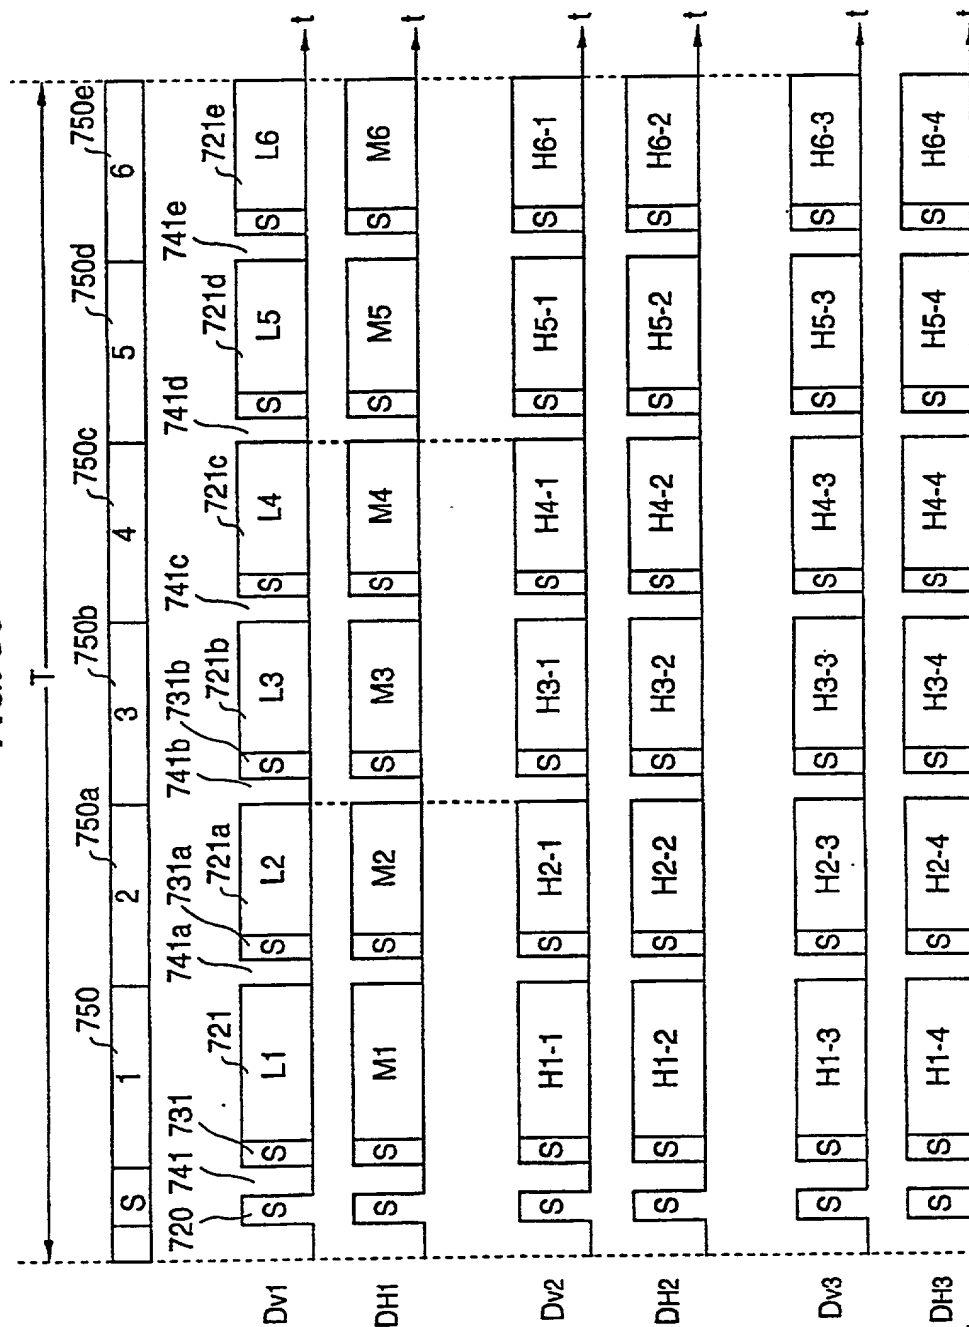 T
750 750a 750b 750c 750d 750e
S 1 2 3 4 5 6
720 741 731 721 741a 731a 721a 741b 731b 721b 741c 721c 741d 721d 741e 721e
Dv1 S S L1 S L2 S L3 S L4 S L5 S L6 t
DH1 S S M1 S M2 S M3 S M4 S M5 S M6 t
Dv2 S S H1-1 S H2-1 S H3-1 S H4-1 S H5-1 S H6-1 t
DH2 S S H1-2 S H2-2 S H3-2 S H4-2 S H5-2 S H6-2 t
Dv3 S S H1-3 S H2-3 S H3-3 S H4-3 S H5-3 S H6-3 t
DH3 S S H1-4 S H2-4 S H3-4 S H4-4 S H5-4 S H6-4 t